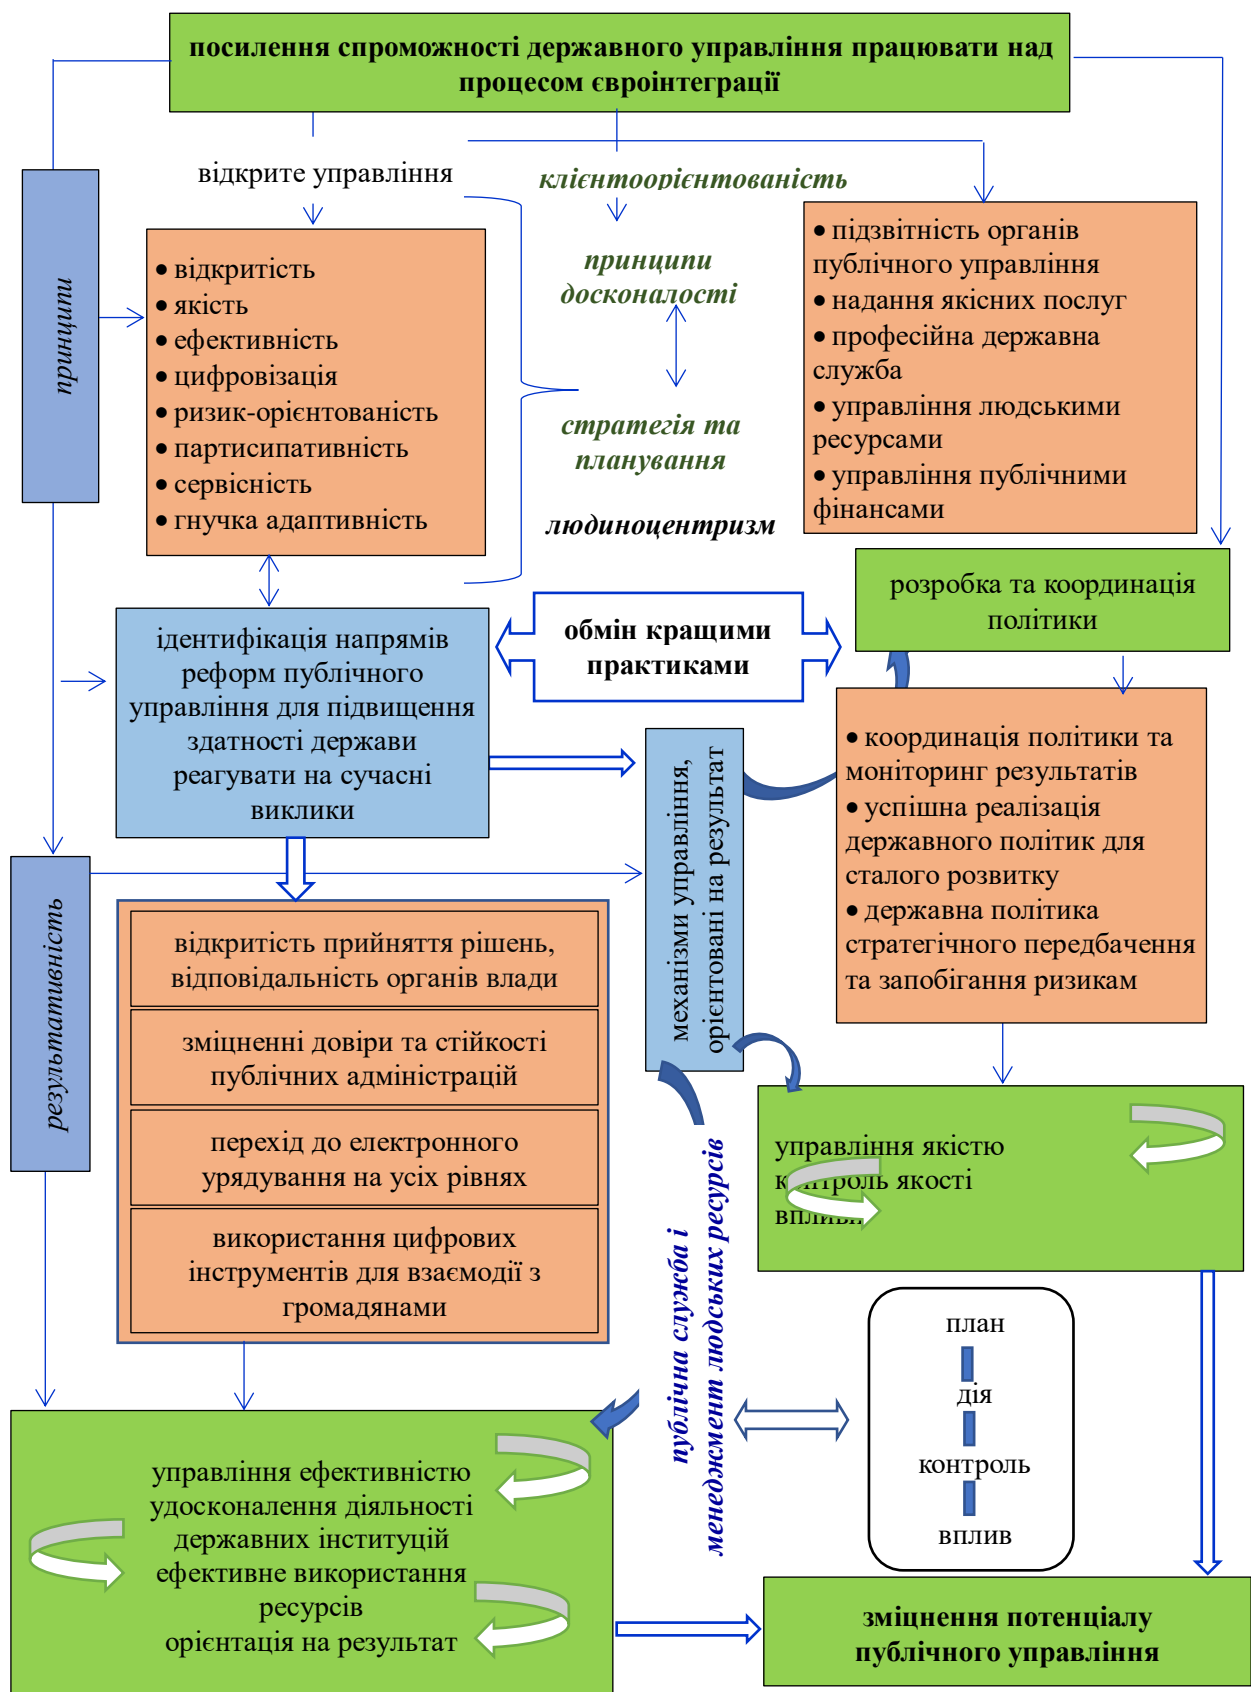 посилення спроможності державного управління працювати над
процесом євроінтеграції
відкрите управління
клієнтоорієнтованість
принципи
• відкритість
• якість
• ефективність
• цифровізація
• ризик-орієнтованість
• партисипативність
• сервісність
• гнучка адаптивність
принципи
досконалості
стратегія та
планування
людиноцентризм
• підзвітність органів
публічного управління
• надання якісних послуг
• професійна державна
служба
• управління людськими
ресурсами
• управління публічними
фінансами
розробка та координація
політики
обмін кращими
практиками
ідентифікація напрямів
реформ публічного
управління для підвищення
здатності держави
реагувати на сучасні
виклики
механізми управління,
орієнтовані на результат
• координація політики та
моніторинг результатів
• успішна реалізація
державного політик для
сталого розвитку
• державна політика
стратегічного передбачення
та запобігання ризикам
результативність
відкритість прийняття рішень,
відповідальність органів влади
зміцненні довіри та стійкості
публічних адміністрацій
перехід до електронного
урядування на усіх рівнях
використання цифрових
інструментів для взаємодії з
громадянами
публічна служба і
менеджмент людських ресурсів
управління якістю
контроль якості
план
дія
контроль
вплив
управління ефективністю
удосконалення діяльності
державних інституцій
ефективне використання
ресурсів
орієнтація на результат
зміцнення потенціалу
публічного управління